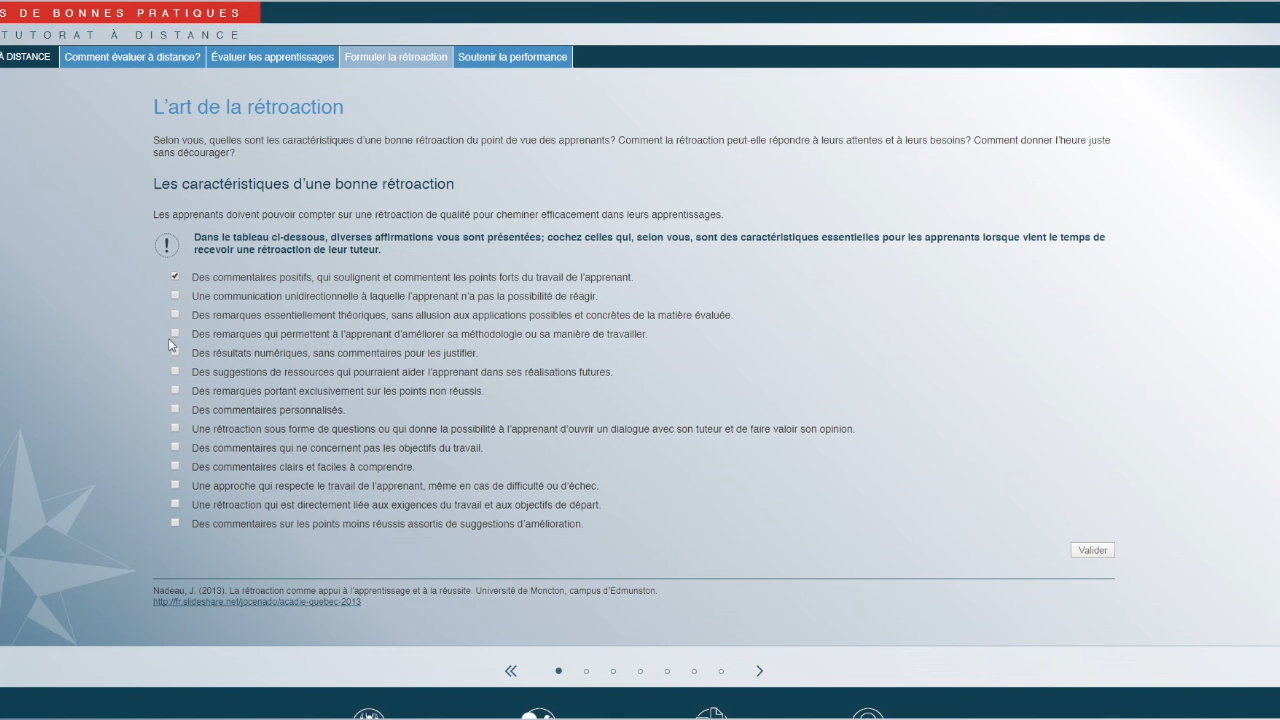 S DE BONNES PRATIQUES
TUTORAT À DISTANCE
À DISTANCE
Comment évaluer à distance?
Évaluer les apprentissages
Formuler la rétroaction
Soutenir la performance
L'art de la rétroaction
Selon vous, quelles sont les caractéristiques d'une bonne rétroaction du point de vue des apprenants? Comment la rétroaction peut-elle répondre à leurs attentes et à leurs besoins? Comment donner l'heure juste
sans décourager?
Les caractéristiques d'une bonne rétroaction
Les apprenants doivent pouvoir compter sur une rétroaction de qualité pour cheminer efficacement dans leurs apprentissages.
! Dans le tableau ci-dessous, diverses affirmations vous sont présentées; cochez celles qui, selon vous, sont des caractéristiques essentielles pour les apprenants lorsque vient le temps de
recevoir une rétroaction de leur tuteur.
Des commentaires positifs, qui soulignent et commentent les points forts du travail de l'apprenant.
Une communication unidirectionnelle à laquelle l'apprenant n'a pas la possibilité de réagir.
Des remarques essentiellement théoriques, sans allusion aux applications possibles et concrètes de la matière évaluée.
Des remarques qui permettent à l'apprenant d'améliorer sa méthodologie ou sa manière de travailler.
Des résultats numériques, sans commentaires pour les justifier.
Des suggestions de ressources qui pourraient aider l'apprenant dans ses réalisations futures.
Des remarques portant exclusivement sur les points non réussis.
Des commentaires personnalisés.
Une rétroaction sous forme de questions ou qui donne la possibilité à l'apprenant d'ouvrir un dialogue avec son tuteur et de faire valoir son opinion.
Des commentaires qui ne concernent pas les objectifs du travail.
Des commentaires clairs et faciles à comprendre.
Une approche qui respecte le travail de l'apprenant, même en cas de difficulté ou d'échec.
Une rétroaction qui est directement liée aux exigences du travail et aux objectifs de départ.
Des commentaires sur les points moins réussis assortis de suggestions d'amélioration.
Valider
Nadeau, J. (2013). La rétroaction comme appui à l'apprentissage et à la réussite. Université de Moncton, campus d'Edmunston.
http://fr.slideshare.net/jocenado/acadie-quebec-2013